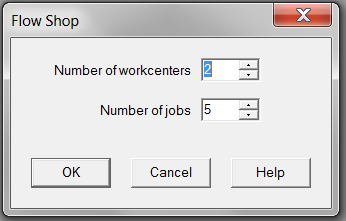 Flow Shop
Number of workcenters 2
Number of jobs 5
OK Cancel Help